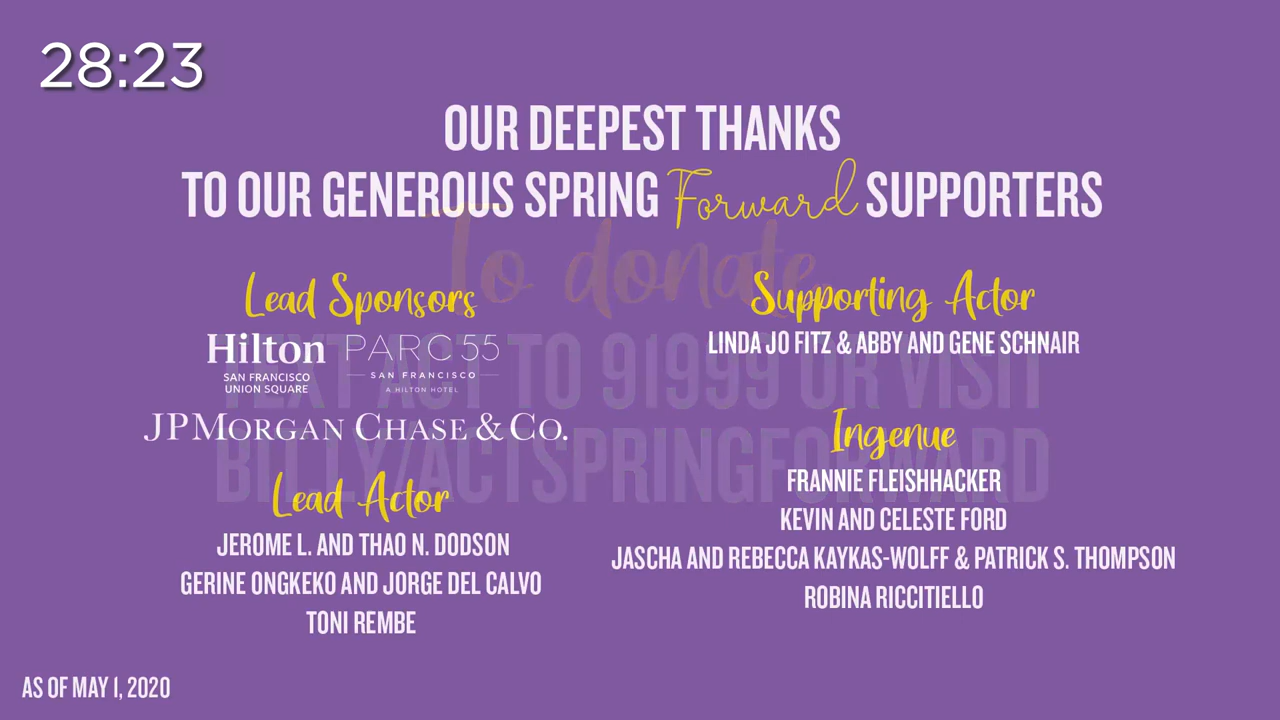 28:23
OUR DEEPEST THANKS
TO OUR GENEROUS SPRING Forward SUPPORTERS
To donate,
TEXT ACT TO 91999 OR VISIT
BILLY/ACTSPRINGFORWARD
Lead Sponsors
Hilton
SAN FRANCISCO
UNION SQUARE
PARC 55
SAN FRANCISCO
A HILTON HOTEL
JPMORGAN CHASE & CO.
Lead Actor
JEROME L. AND THAO N. DODSON
GERINE ONGKEKO AND JORGE DEL CALVO
TONI REMBE
Supporting Actor
LINDA JO FITZ & ABBY AND GENE SCHNAIR
Ingenue
FRANNIE FLEISHHACKER
KEVIN AND CELESTE FORD
JASCHA AND REBECCA KAYKAS-WOLFF & PATRICK S. THOMPSON
ROBINA RICCITIELLO
AS OF MAY 1, 2020